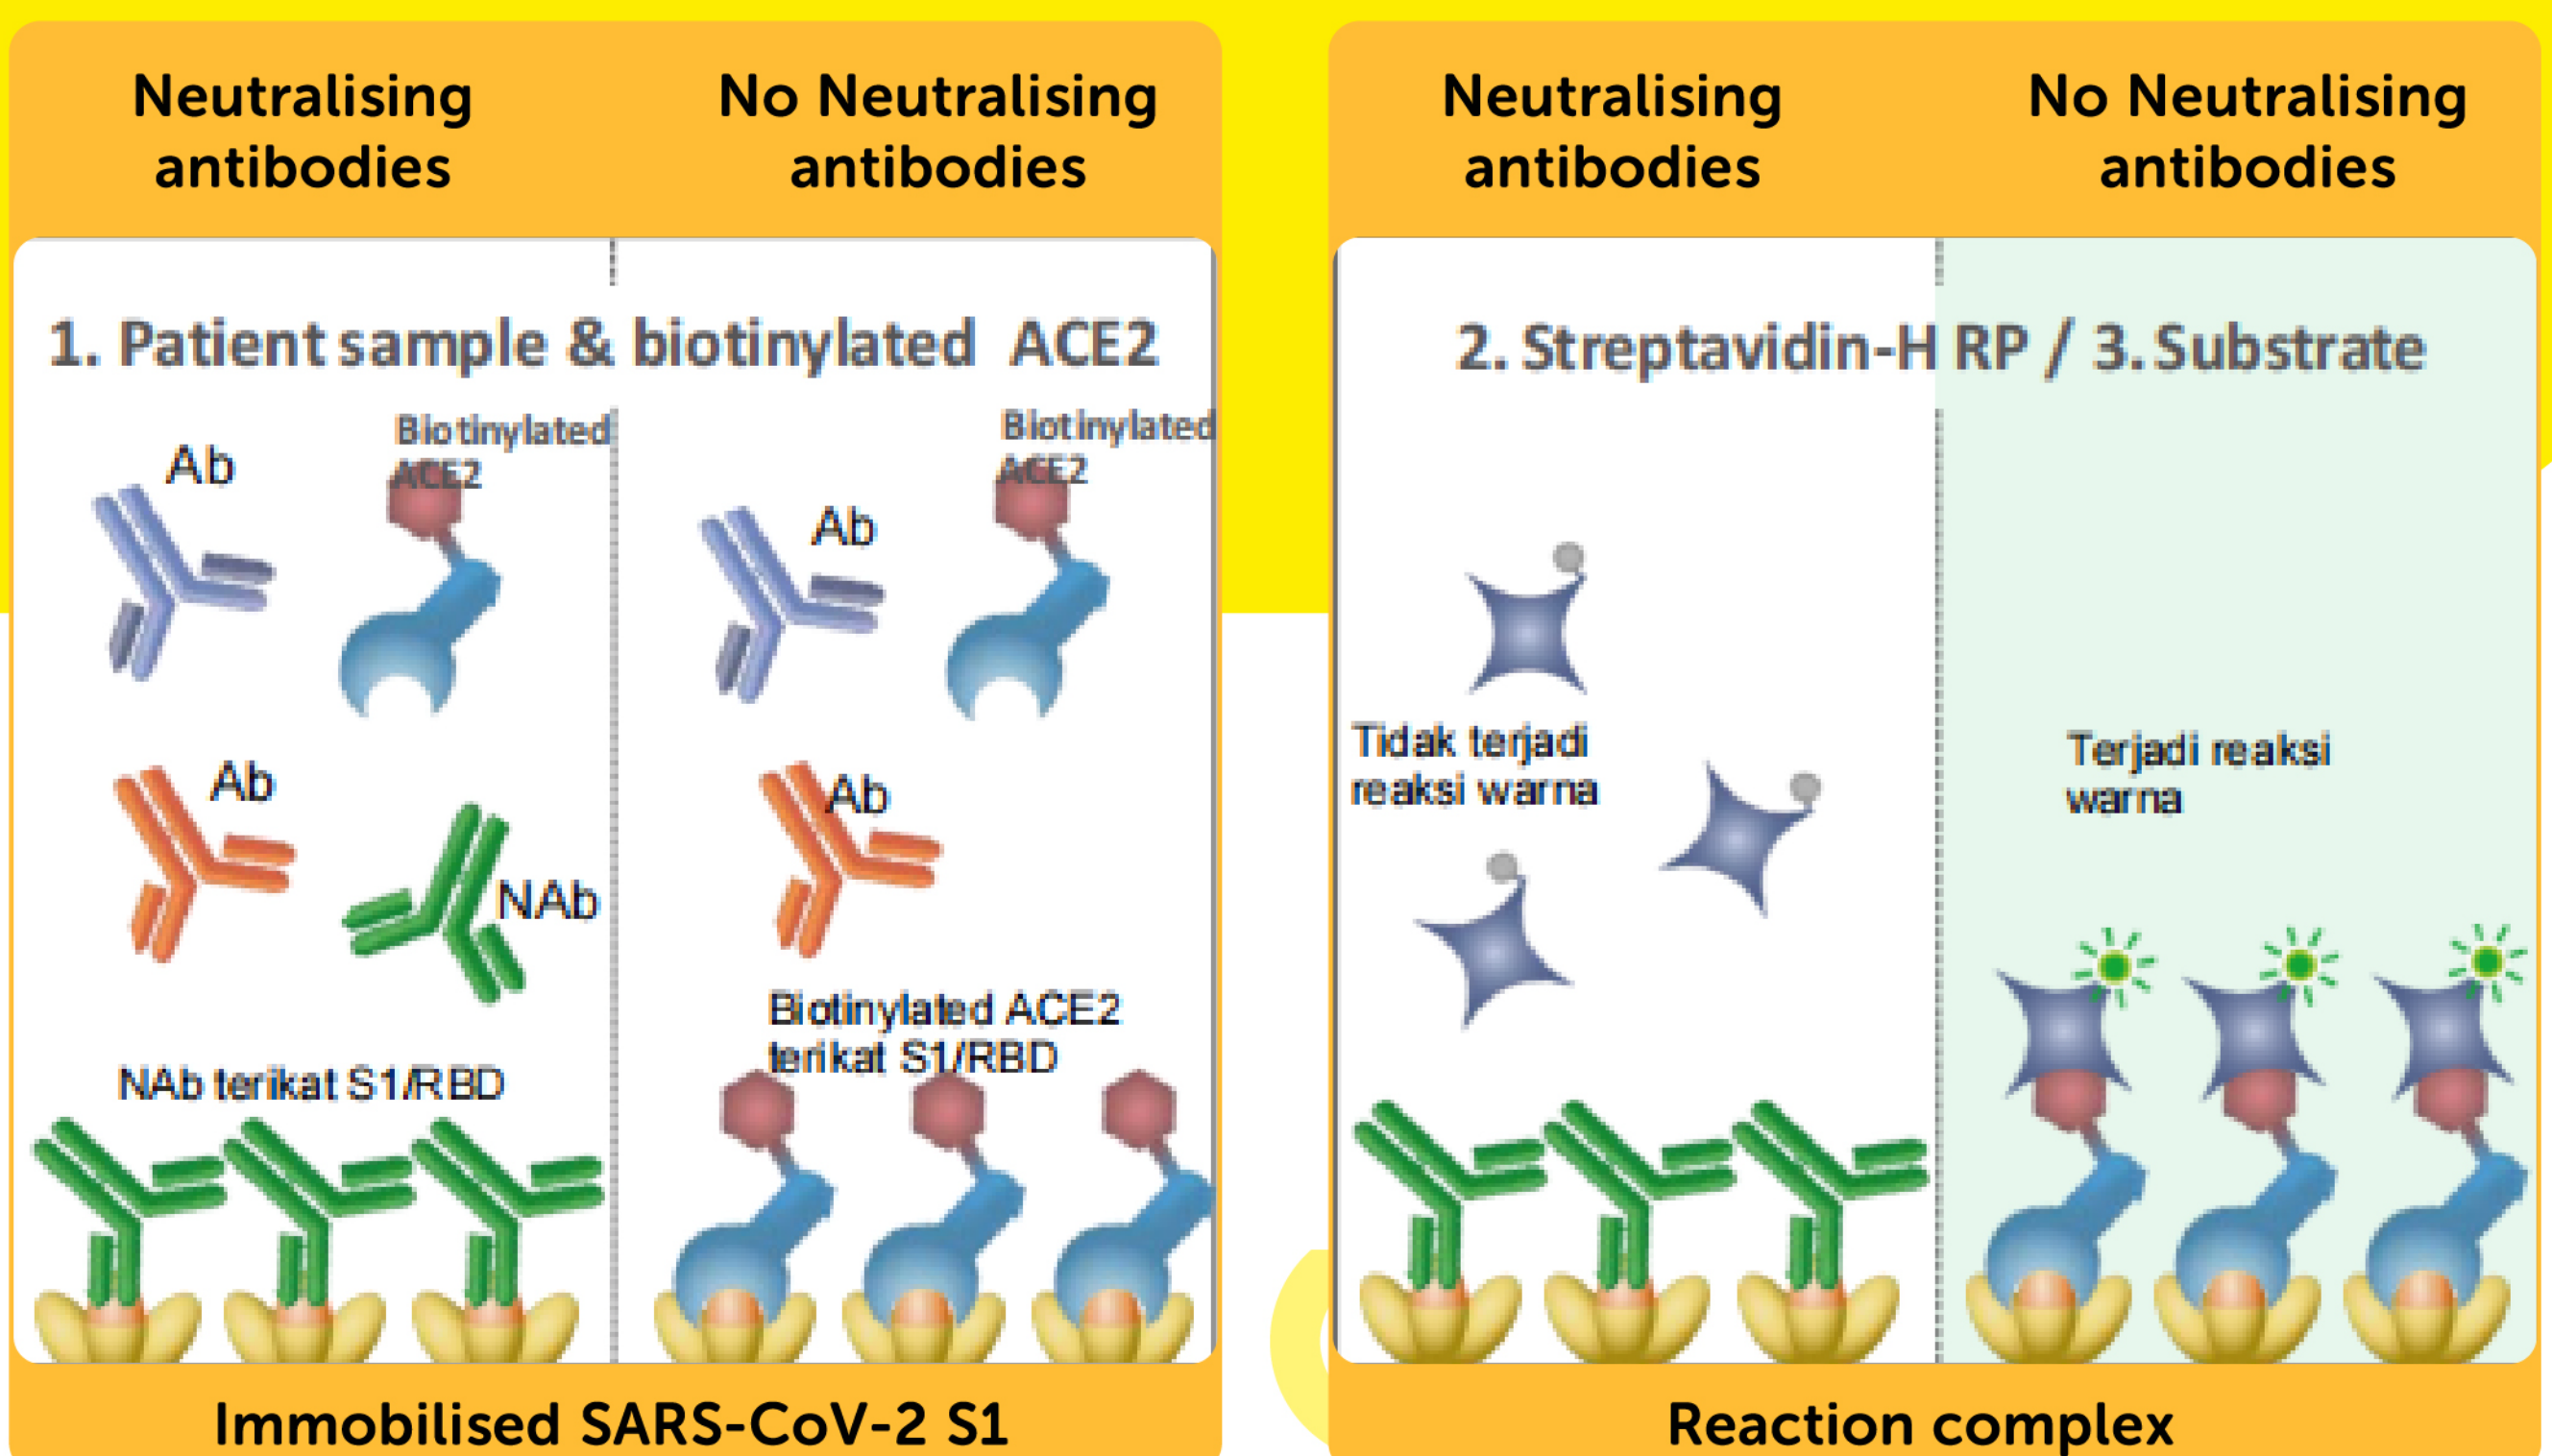 Neutralising
antibodies
No Neutralising
antibodies
1. Patient sample & biotinylated ACE2
Ab
Biotinylated
ACE2
Ab
NAb
NAb terikat S1/RBD
Biotinylated
ACE2
Ab
Ab
Biotinylated ACE2
terikat S1/RBD
Immobilised SARS-CoV-2 S1
Neutralising
antibodies
No Neutralising
antibodies
2. Streptavidin-H RP / 3. Substrate
Tidak terjadi
reaksi warna
Terjadi reaksi
warna
Reaction complex